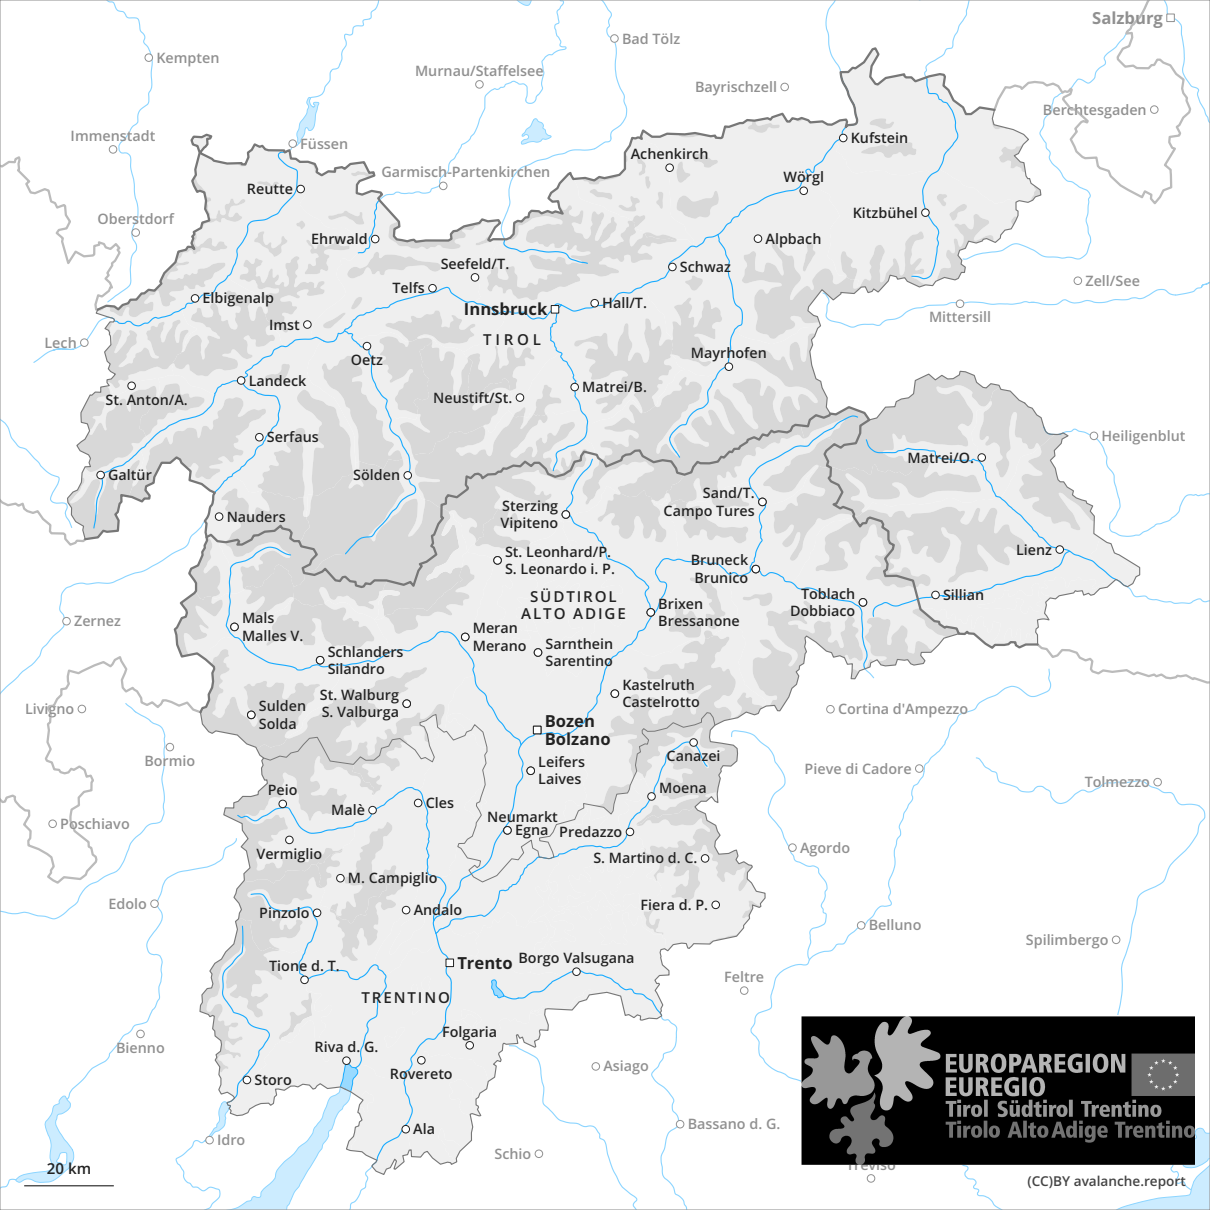 Salzburg
Bad Tölz
Kempten
Murnau/Staffelsee
Bayrischzell
Berchtesgaden
Immenstadt
Füssen
Kufstein
Achenkirch
Garmisch-Partenkirchen
Wörgl
Reutte
Oberstdorf
Kitzbühel
Ehrwald
Alpbach
Seefeld/T.
Schwaz
Zell/See
Telfs
Elbigenalp
Hall/T.
Innsbruck
Mittersill
Imst
TIROL
Lech
Oetz
Mayrhofen
Landeck
Matrei/B.
St. Anton/A.
Neustift/St.
Serfaus
Heiligenblut
Matrei/O.
Galtür
Sölden
Sand/T.
Campo Tures
Sterzing
Vipiteno
Nauders
Lienz
St. Leonhard/P.
S. Leonardo i. P.
Bruneck
Brunico
SÜDTIROL
ALTO ADIGE
Toblach
Dobbiaco
Sillian
Brixen
Bressanone
Zernez
Mals
Malles V.
Meran
Merano
Sarnthein
Sarentino
Schlanders
Silandro
Kastelruth
Castelrotto
St. Walburg
S. Valburga
Sulden
Solda
Livigno
Cortina d'Ampezzo
Bozen
Bolzano
Bormio
Canazei
Leifers
Laives
Pieve di Cadore
Tolmezzo
Peio
Moena
Malè
Cles
Neumarkt
Egna
Predazzo
Poschiavo
Vermiglio
Agordo
S. Martino d. C.
M. Campiglio
Edolo
Fiera d. P.
Pinzolo
Andalo
Belluno
Spilimbergo
Tione d. T.
Trento
Borgo Valsugana
Feltre
TRENTINO
Folgaria
Bienno
Riva d. G.
Rovereto
Storo
Asiago
EUROPAREGION
EUREGIO
Tirol Südtirol Trentino
Tirolo Alto Adige Trentino
Ala
Idro
Bassano d. G.
Schio
Treviso
20 km
(CC)BY avalanche.report